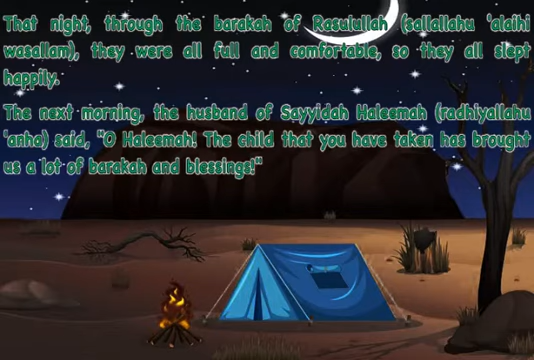 That night, through the barakah of Rasulullah (sallallahu 'alaihi
wasallam), they were all full and comfortable, so they all slept
happily.
The next morning, the husband of Sayyidah Haleemah (radhiyallahu
'anha) said, "O Haleemah! The child that you have taken has brought
us a lot of barakah and blessings!"